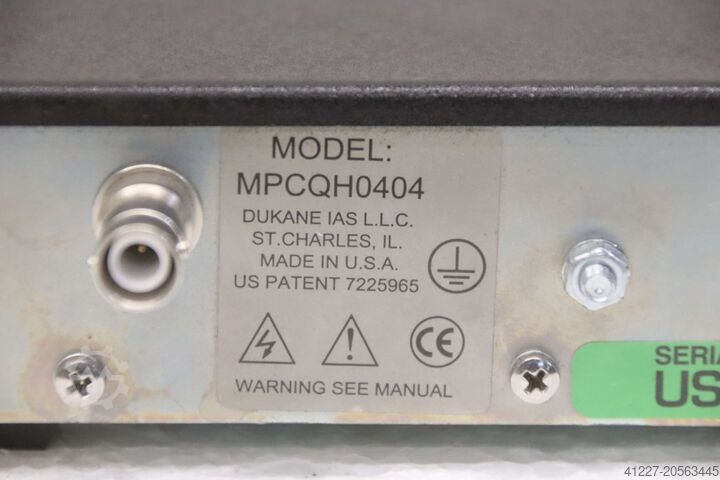 MODEL:
MPCQH0404
DUKANE IAS L.L.C.
ST.CHARLES, IL.
MADE IN U.S.A.
US PATENT 7225965
CE
WARNING SEE MANUAL
SERIA
US
41227-20563445